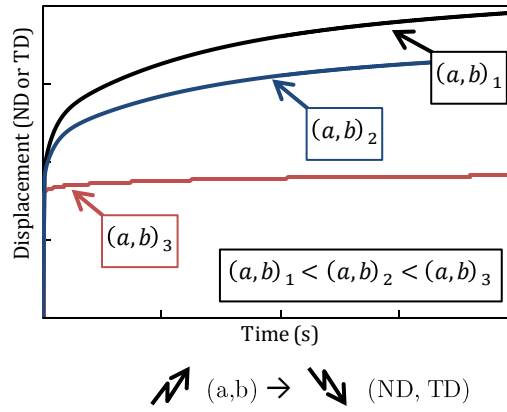 Displacement (ND or TD)
(a,b)₁
(a,b)₂
(a,b)₃
(a,b)₁ < (a,b)₂ < (a,b)₃
Time (s)
(a,b) → (ND, TD)